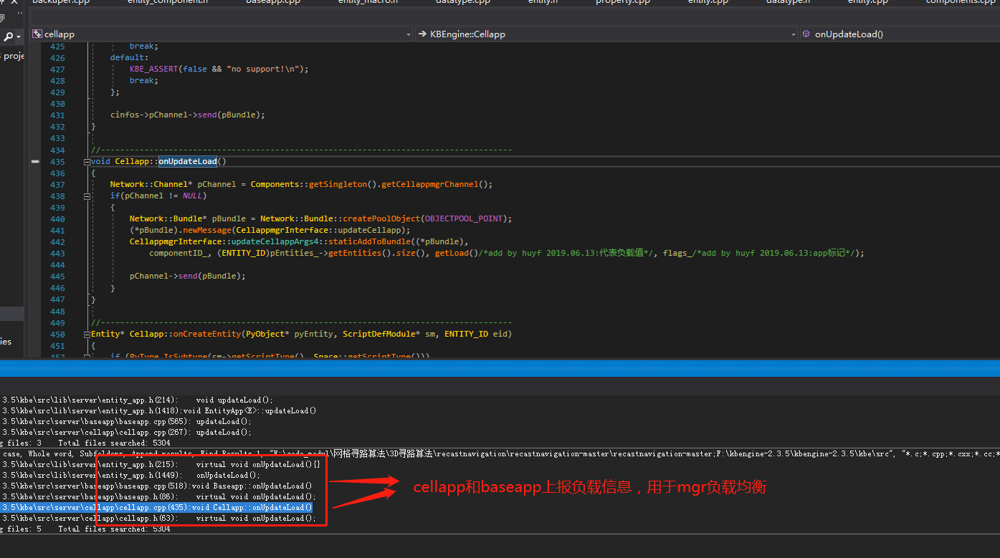 backuper.cpp entity_component.h baseapp.cpp entity_macro.h datatype.cpp entity.h property.cpp entity.cpp datatype.h entity.cpp components.cpp
cellapp KBEngine::Cellapp onUpdateLoad()
proje
ies
425 break;
426 default:
427 KBE_ASSERT(false && "no support!\n");
428 break;
429 };
430
431 cinfos->pChannel->send(pBundle);
432 }
433
434 //-------------------------------------------------------------------------------------
435 void Cellapp::onUpdateLoad()
436 {
437 Network::Channel* pChannel = Components::getSingleton().getCellappmgrChannel();
438 if(pChannel != NULL)
439 {
440 Network::Bundle* pBundle = Network::Bundle::createPoolObject(OBJECTPOOL_POINT);
441 (*pBundle).newMessage(CellappmgrInterface::updateCellapp);
442 CellappmgrInterface::updateCellappArgs4::staticAddToBundle((*pBundle),
443 componentID_, (ENTITY_ID)pEntities_->getEntities().size(), getLoad()/*add by huyf 2019.06.13:代表负载值*/, flags_/*add by huyf 2019.06.13:app标记*/);
444
445 pChannel->send(pBundle);
446 }
447 }
448
449 //-------------------------------------------------------------------------------------
450 Entity* Cellapp::onCreateEntity(PyObject* pyEntity, ScriptDefModule* sm, ENTITY_ID eid)
451 {
452 if (PyType_IsSubtype(sm->getScriptType(), Space::getScriptType()))
3.5\kbe\src\lib\server\entity_app.h(214): void updateLoad();
3.5\kbe\src\lib\server\entity_app.h(1418):void EntityApp<E>::updateLoad()
3.5\kbe\src\server\baseapp\baseapp.cpp(565): updateLoad();
3.5\kbe\src\server\cellapp\cellapp.cpp(267): updateLoad();
g files: 3 Total files searched: 5304
case, Whole word, Subfolders, Append results, Find Results 1, "F:\code_modul\网格寻路算法\3D寻路算法\recastnavigation\recastnavigation-master\recastnavigation-master;F:\kbengine-2.3.5\kbengine-2.3.5\kbe\src", "*.c;*.cpp;*.cxx;*.cc;*
3.5\kbe\src\lib\server\entity_app.h(215): virtual void onUpdateLoad(){}
3.5\kbe\src\lib\server\entity_app.h(1449): onUpdateLoad();
3.5\kbe\src\server\baseapp\baseapp.cpp(518):void Baseapp::onUpdateLoad()
3.5\kbe\src\server\baseapp\baseapp.h(86): virtual void onUpdateLoad();
3.5\kbe\src\server\cellapp\cellapp.cpp(435):void Cellapp::onUpdateLoad()
3.5\kbe\src\server\cellapp\cellapp.h(63): virtual void onUpdateLoad();
g files: 5 Total files searched: 5304
cellapp和baseapp上报负载信息，用于mgr负载均衡